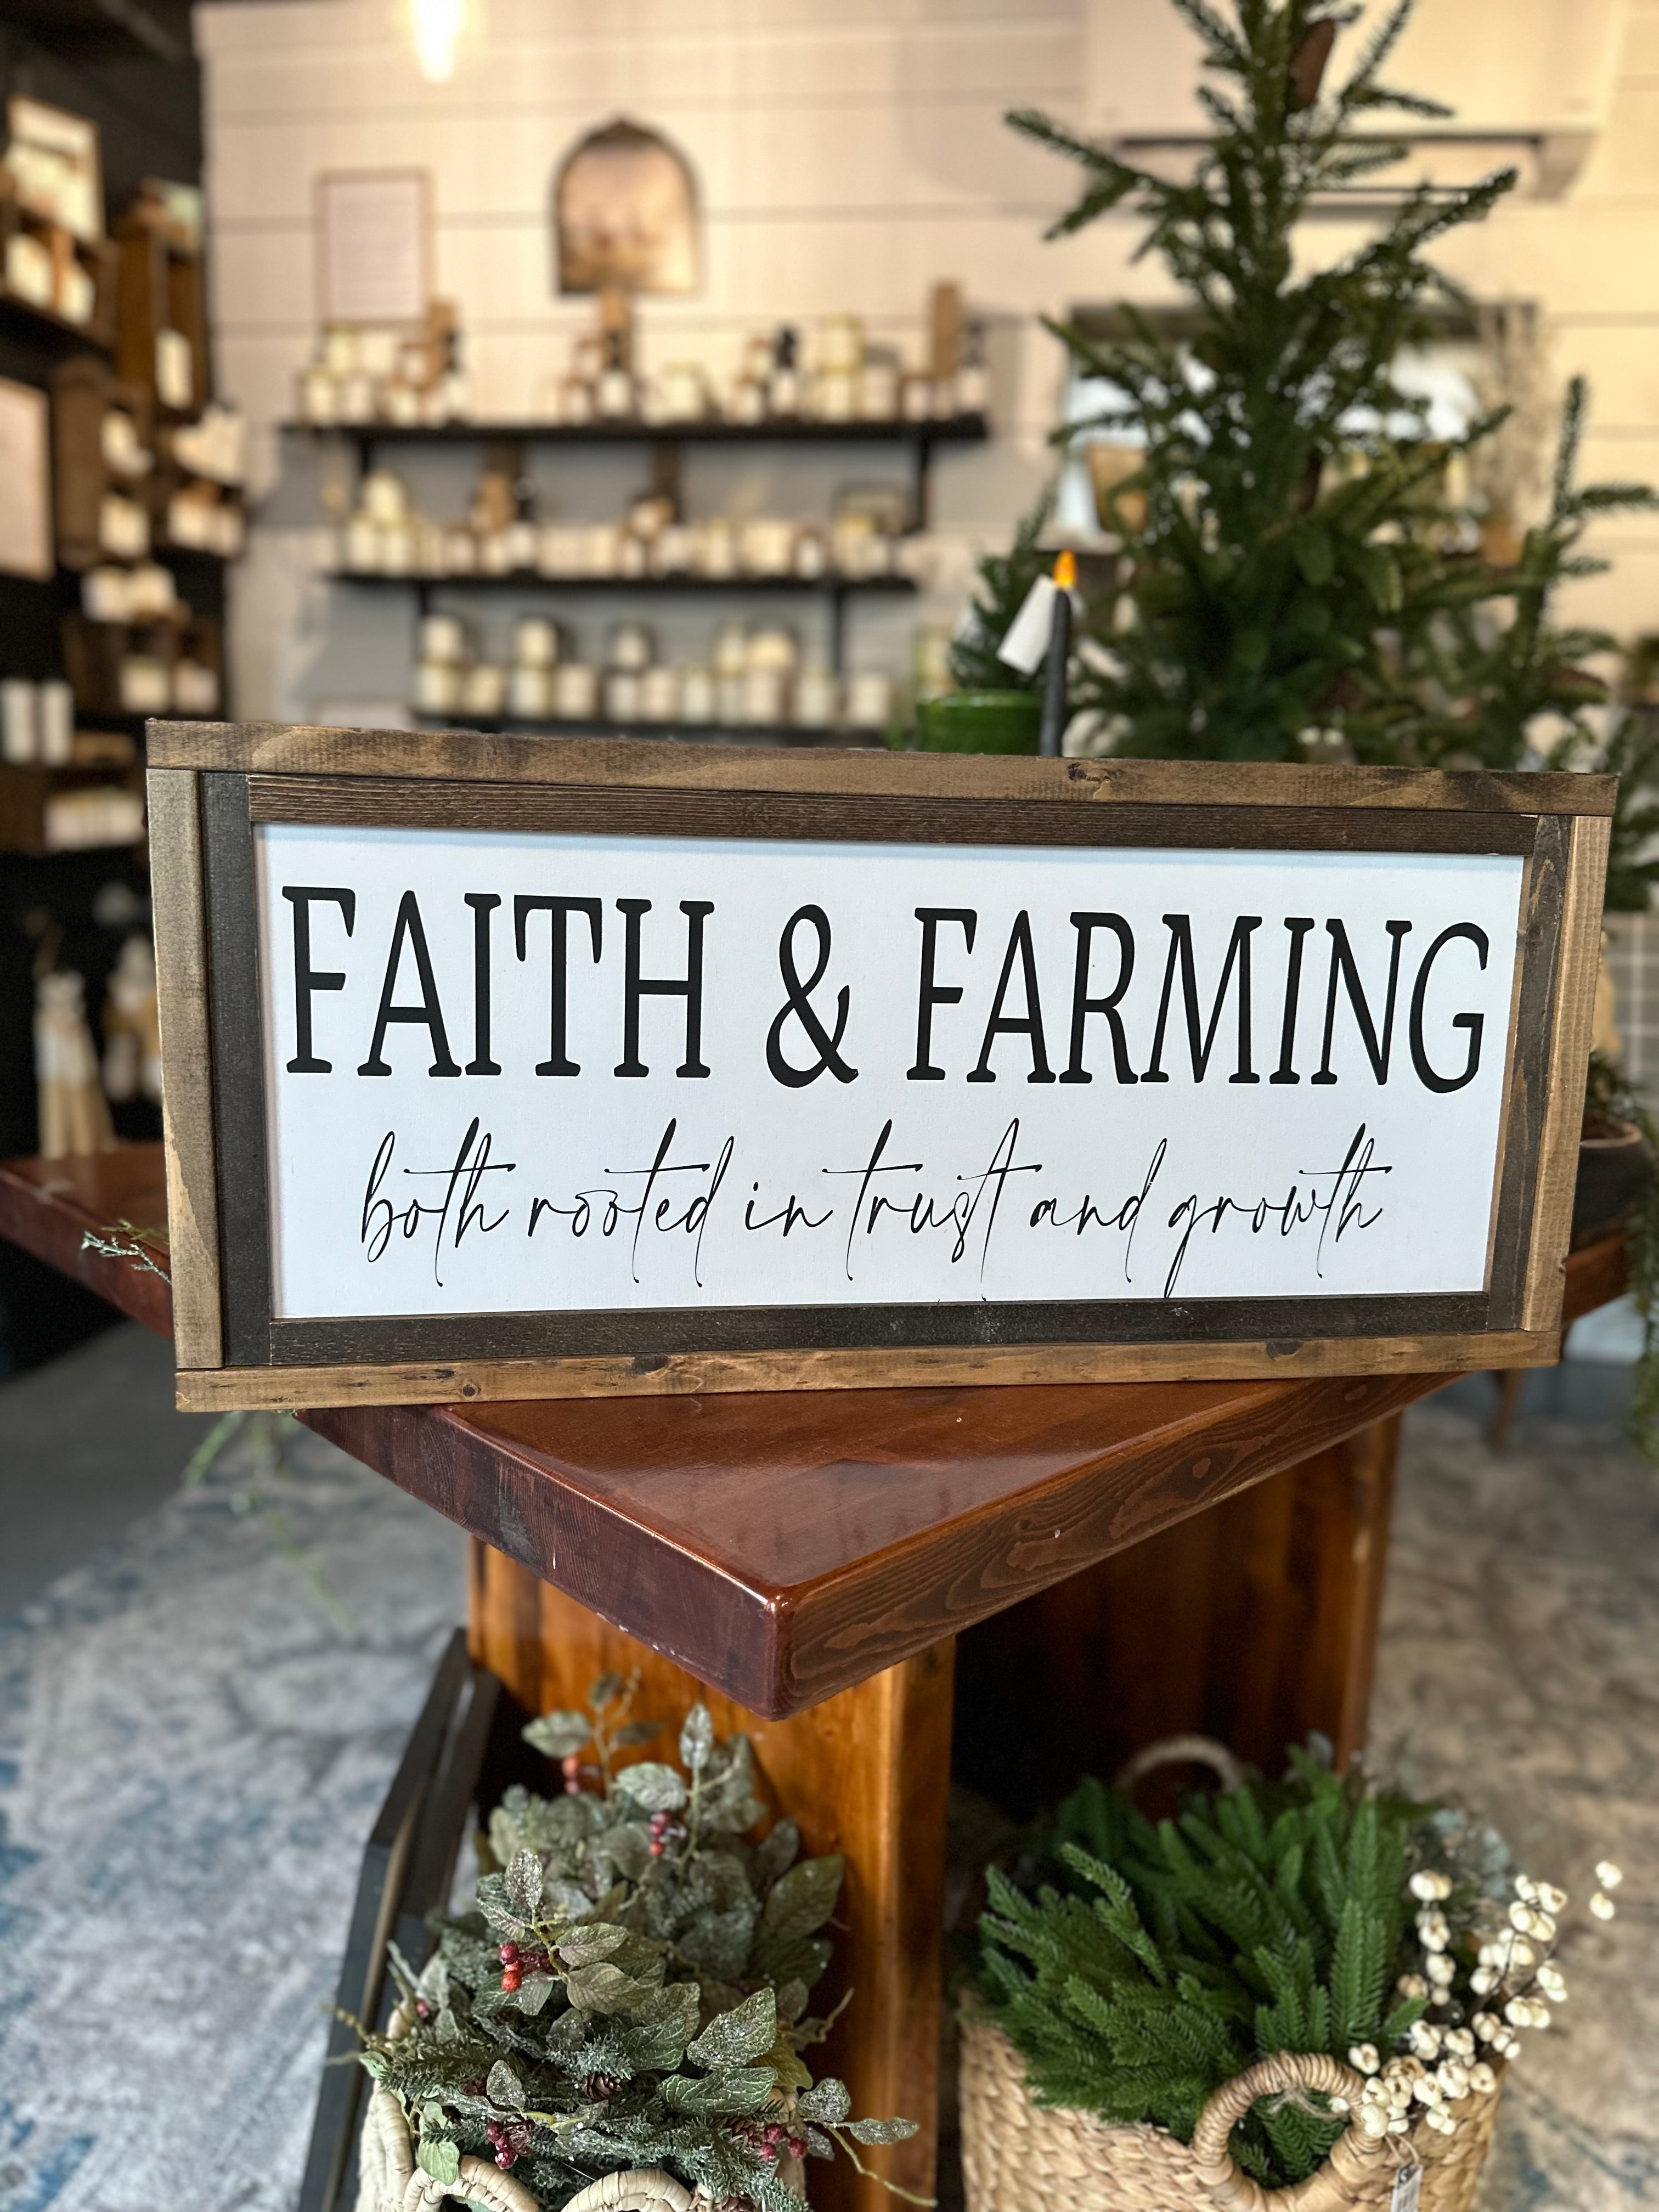 FAITH & FARMING
both rooted in trust and growth